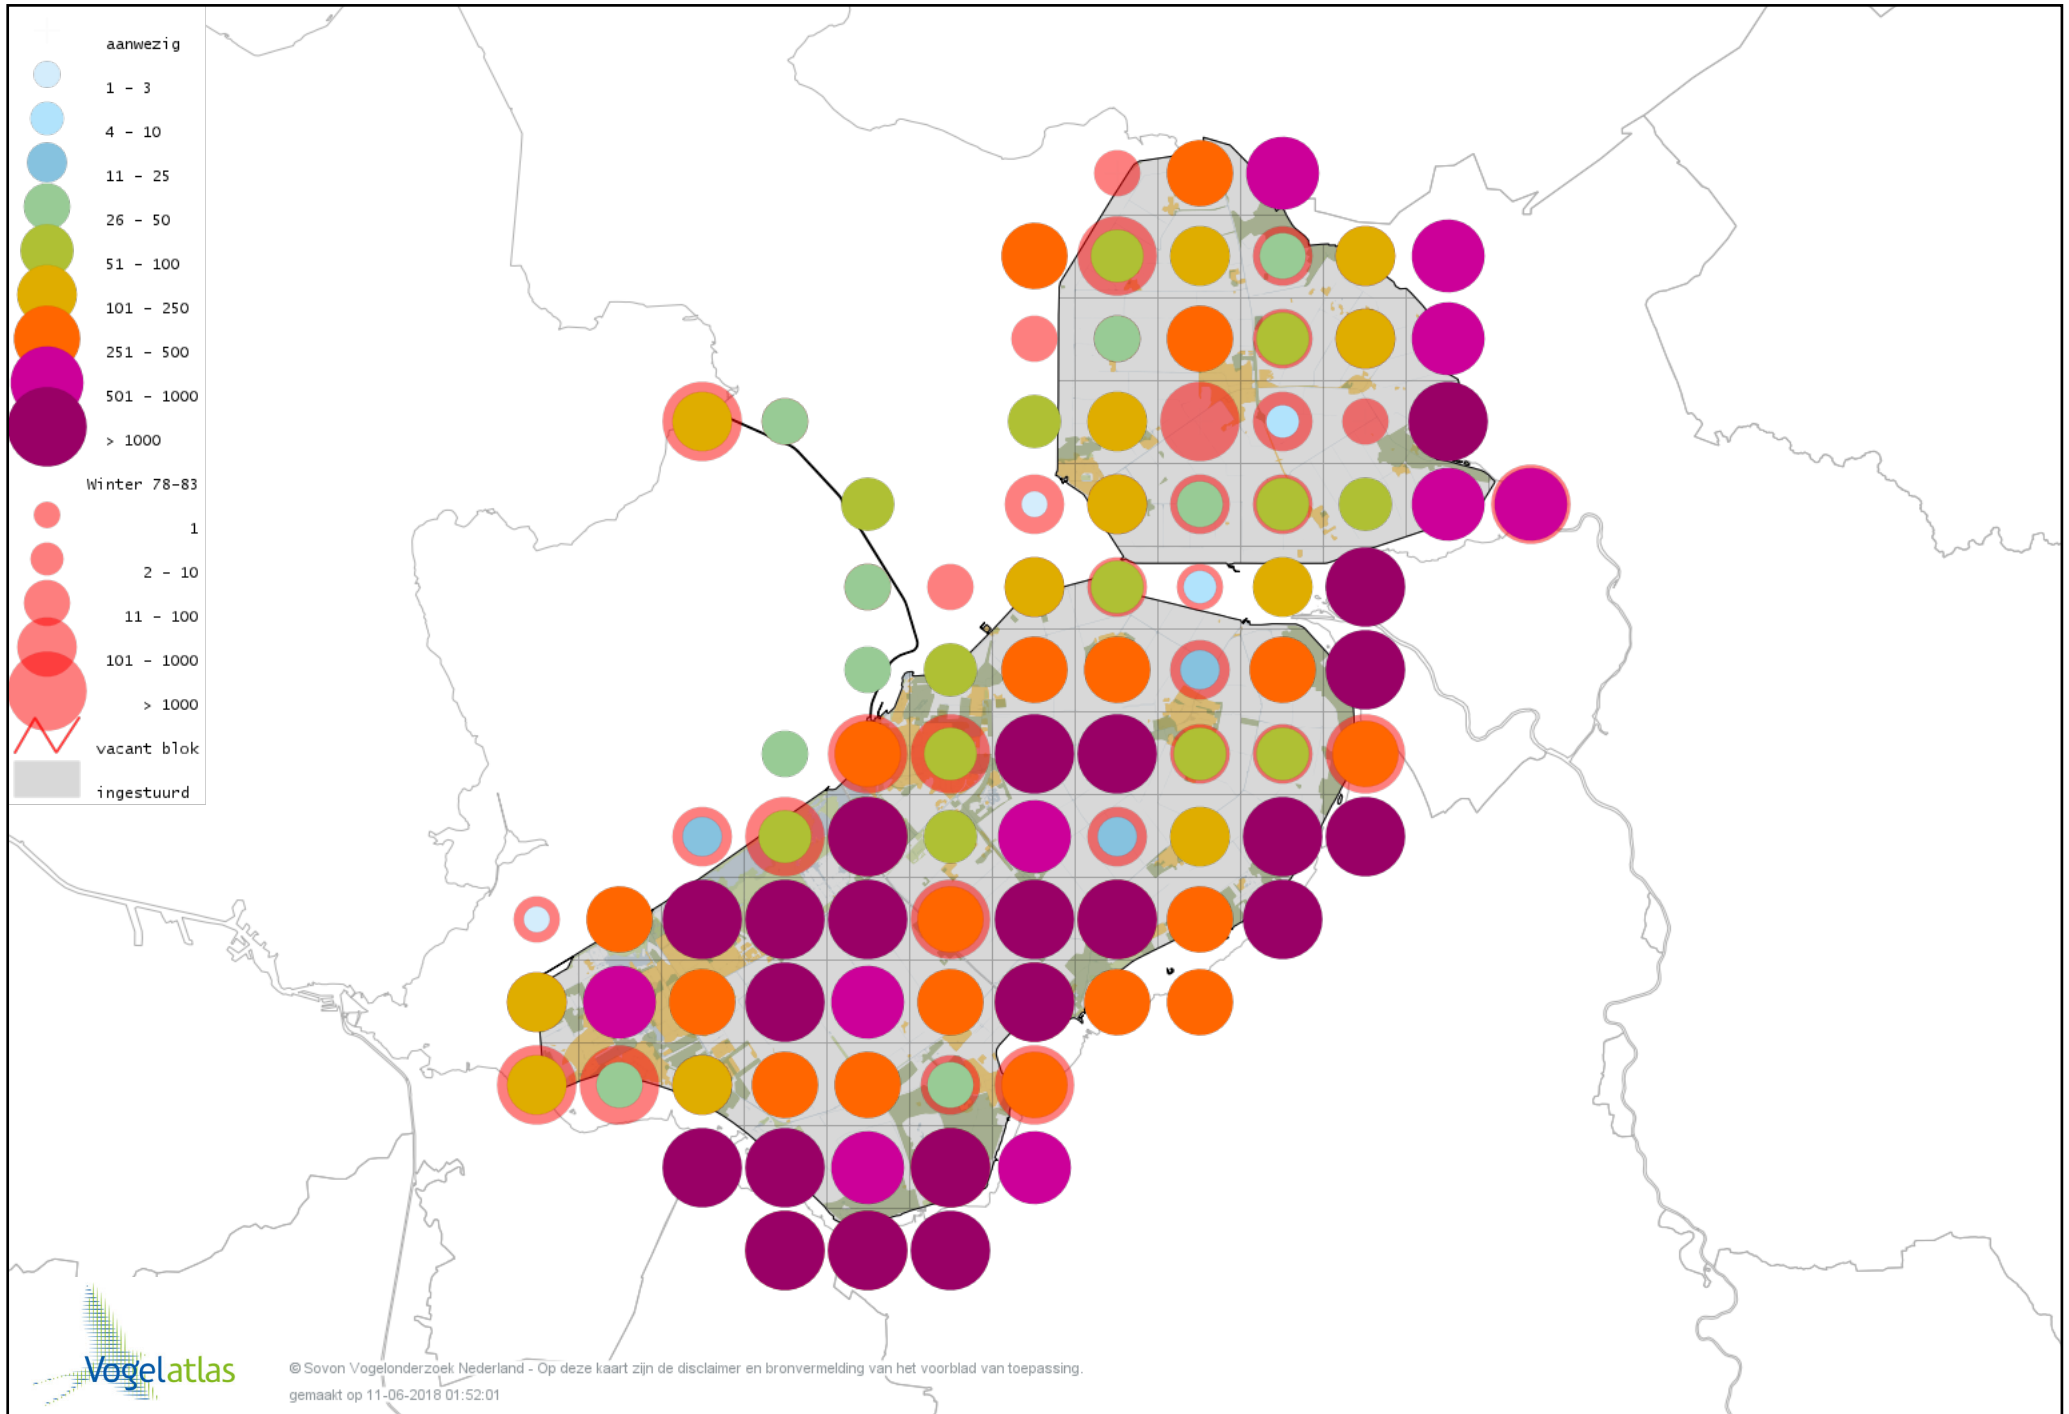 aanwezig
1 - 3
4 - 10
11 - 25
26 - 50
51 - 100
101 - 250
251 - 500
501 - 1000
> 1000
Winter 78-83
1
2 - 10
11 - 100
101 - 1000
> 1000
vacant blok
ingestuurd
Vogelatlas
© Sovon Vogelonderzoek Nederland - Op deze kaart zijn de disclaimer en bronvermelding van het voorblad van toepassing.
gemaakt op 11-06-2018 01:52:01